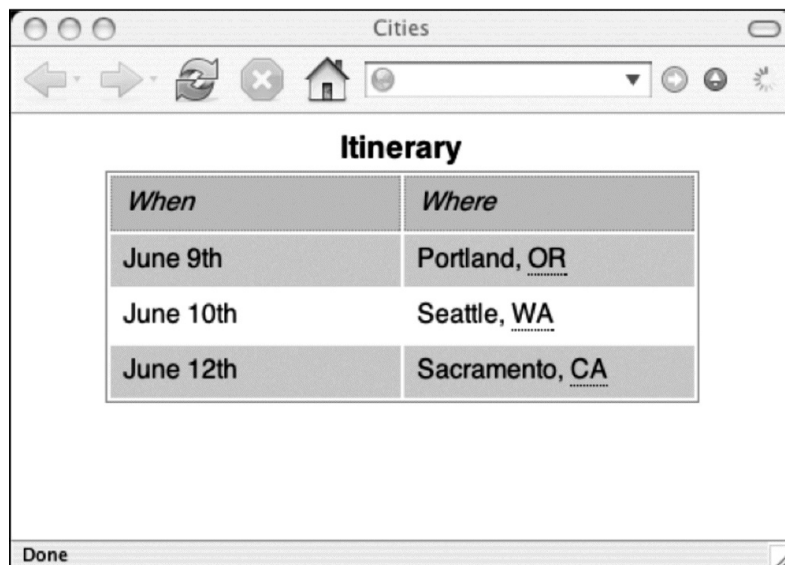 Cities
Itinerary
When Where
June 9th Portland, OR
June 10th Seattle, WA
June 12th Sacramento, CA
Done